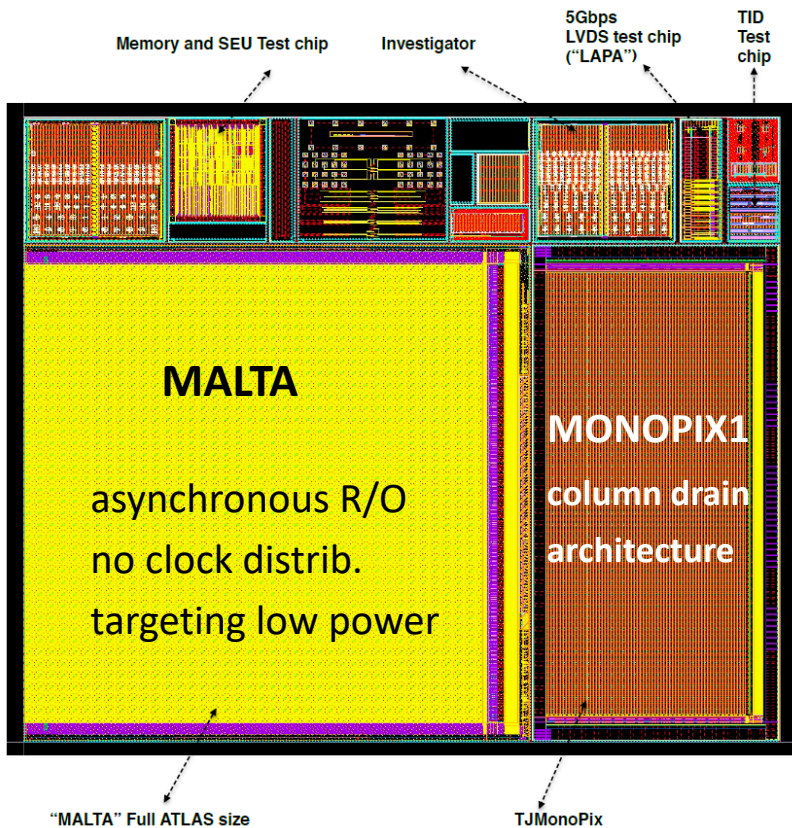 Memory and SEU Test chip
Investigator
5Gbps
LVDS test chip
(“LAPA”)
TID
Test
chip
MALTA
asynchronous R/O
no clock distrib.
targeting low power
MONOPIX1
column drain
architecture
“MALTA” Full ATLAS size
TJMonoPix